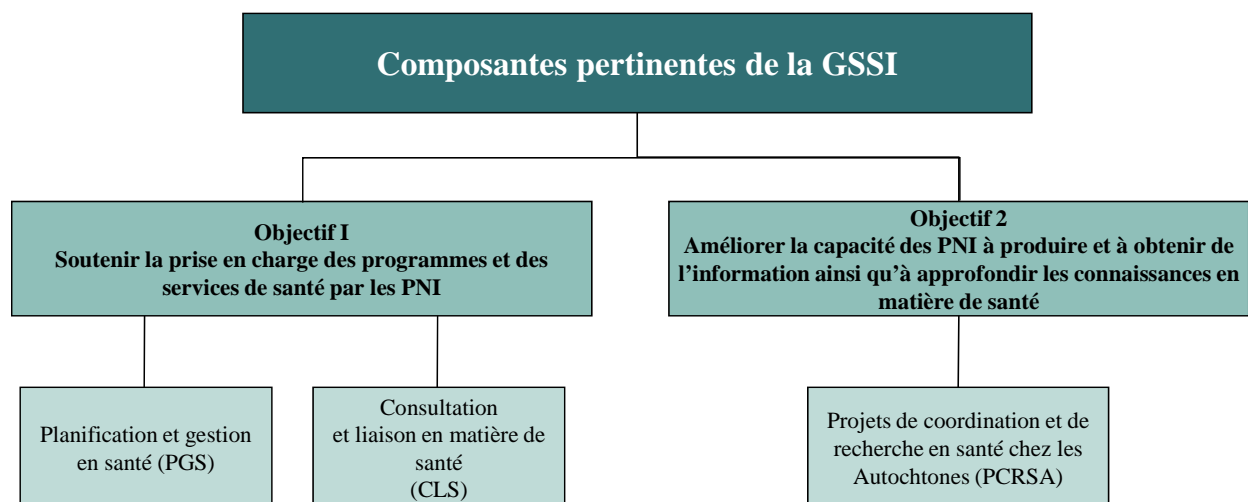 Composantes pertinentes de la GSSI
Objectif I
Soutenir la prise en charge des programmes et des
services de santé par les PNI
Objectif 2
Améliorer la capacité des PNI à produire et à obtenir de
l’information ainsi qu’à approfondir les connaissances en
matière de santé
Planification et gestion
en santé (PGS)
Consultation
et liaison en matière de
santé
(CLS)
Projets de coordination et de
recherche en santé chez les
Autochtones (PCRSA)